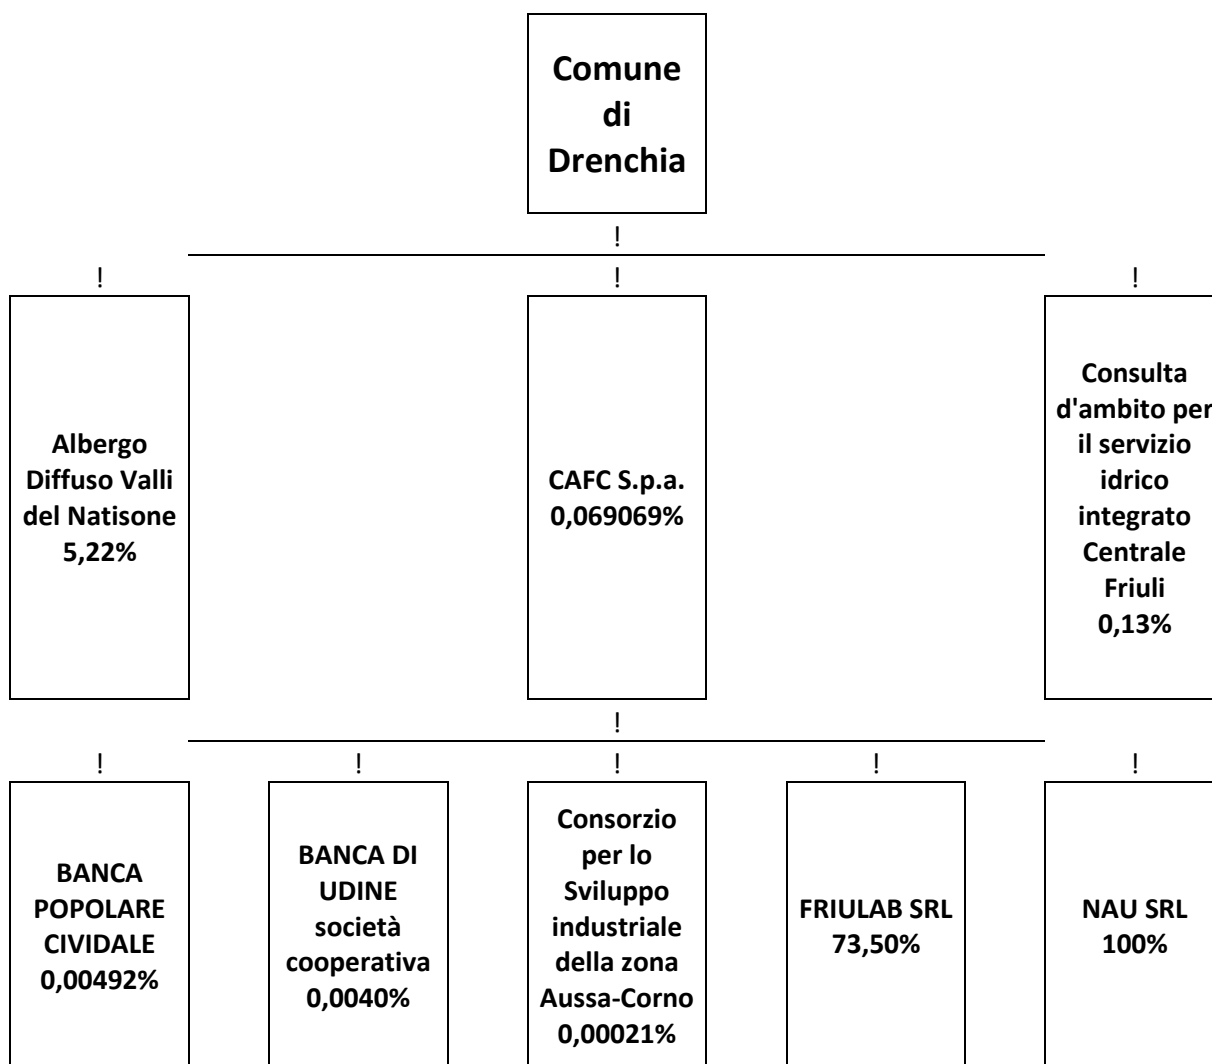 Comune
di
Drenchia
!
!
!
!
Albergo
Diffuso Valli
del Natisone
5,22%
CAFC S.p.a.
0,069069%
Consulta
d'ambito per
il servizio
idrico
integrato
Centrale
Friuli
0,13%
!
!
!
!
!
!
BANCA
POPOLARE
CIVIDALE
0,00492%
BANCA DI
UDINE
società
cooperativa
0,0040%
Consorzio
per lo
Sviluppo
industriale
della zona
Aussa-Corno
0,00021%
FRIULAB SRL
73,50%
NAU SRL
100%